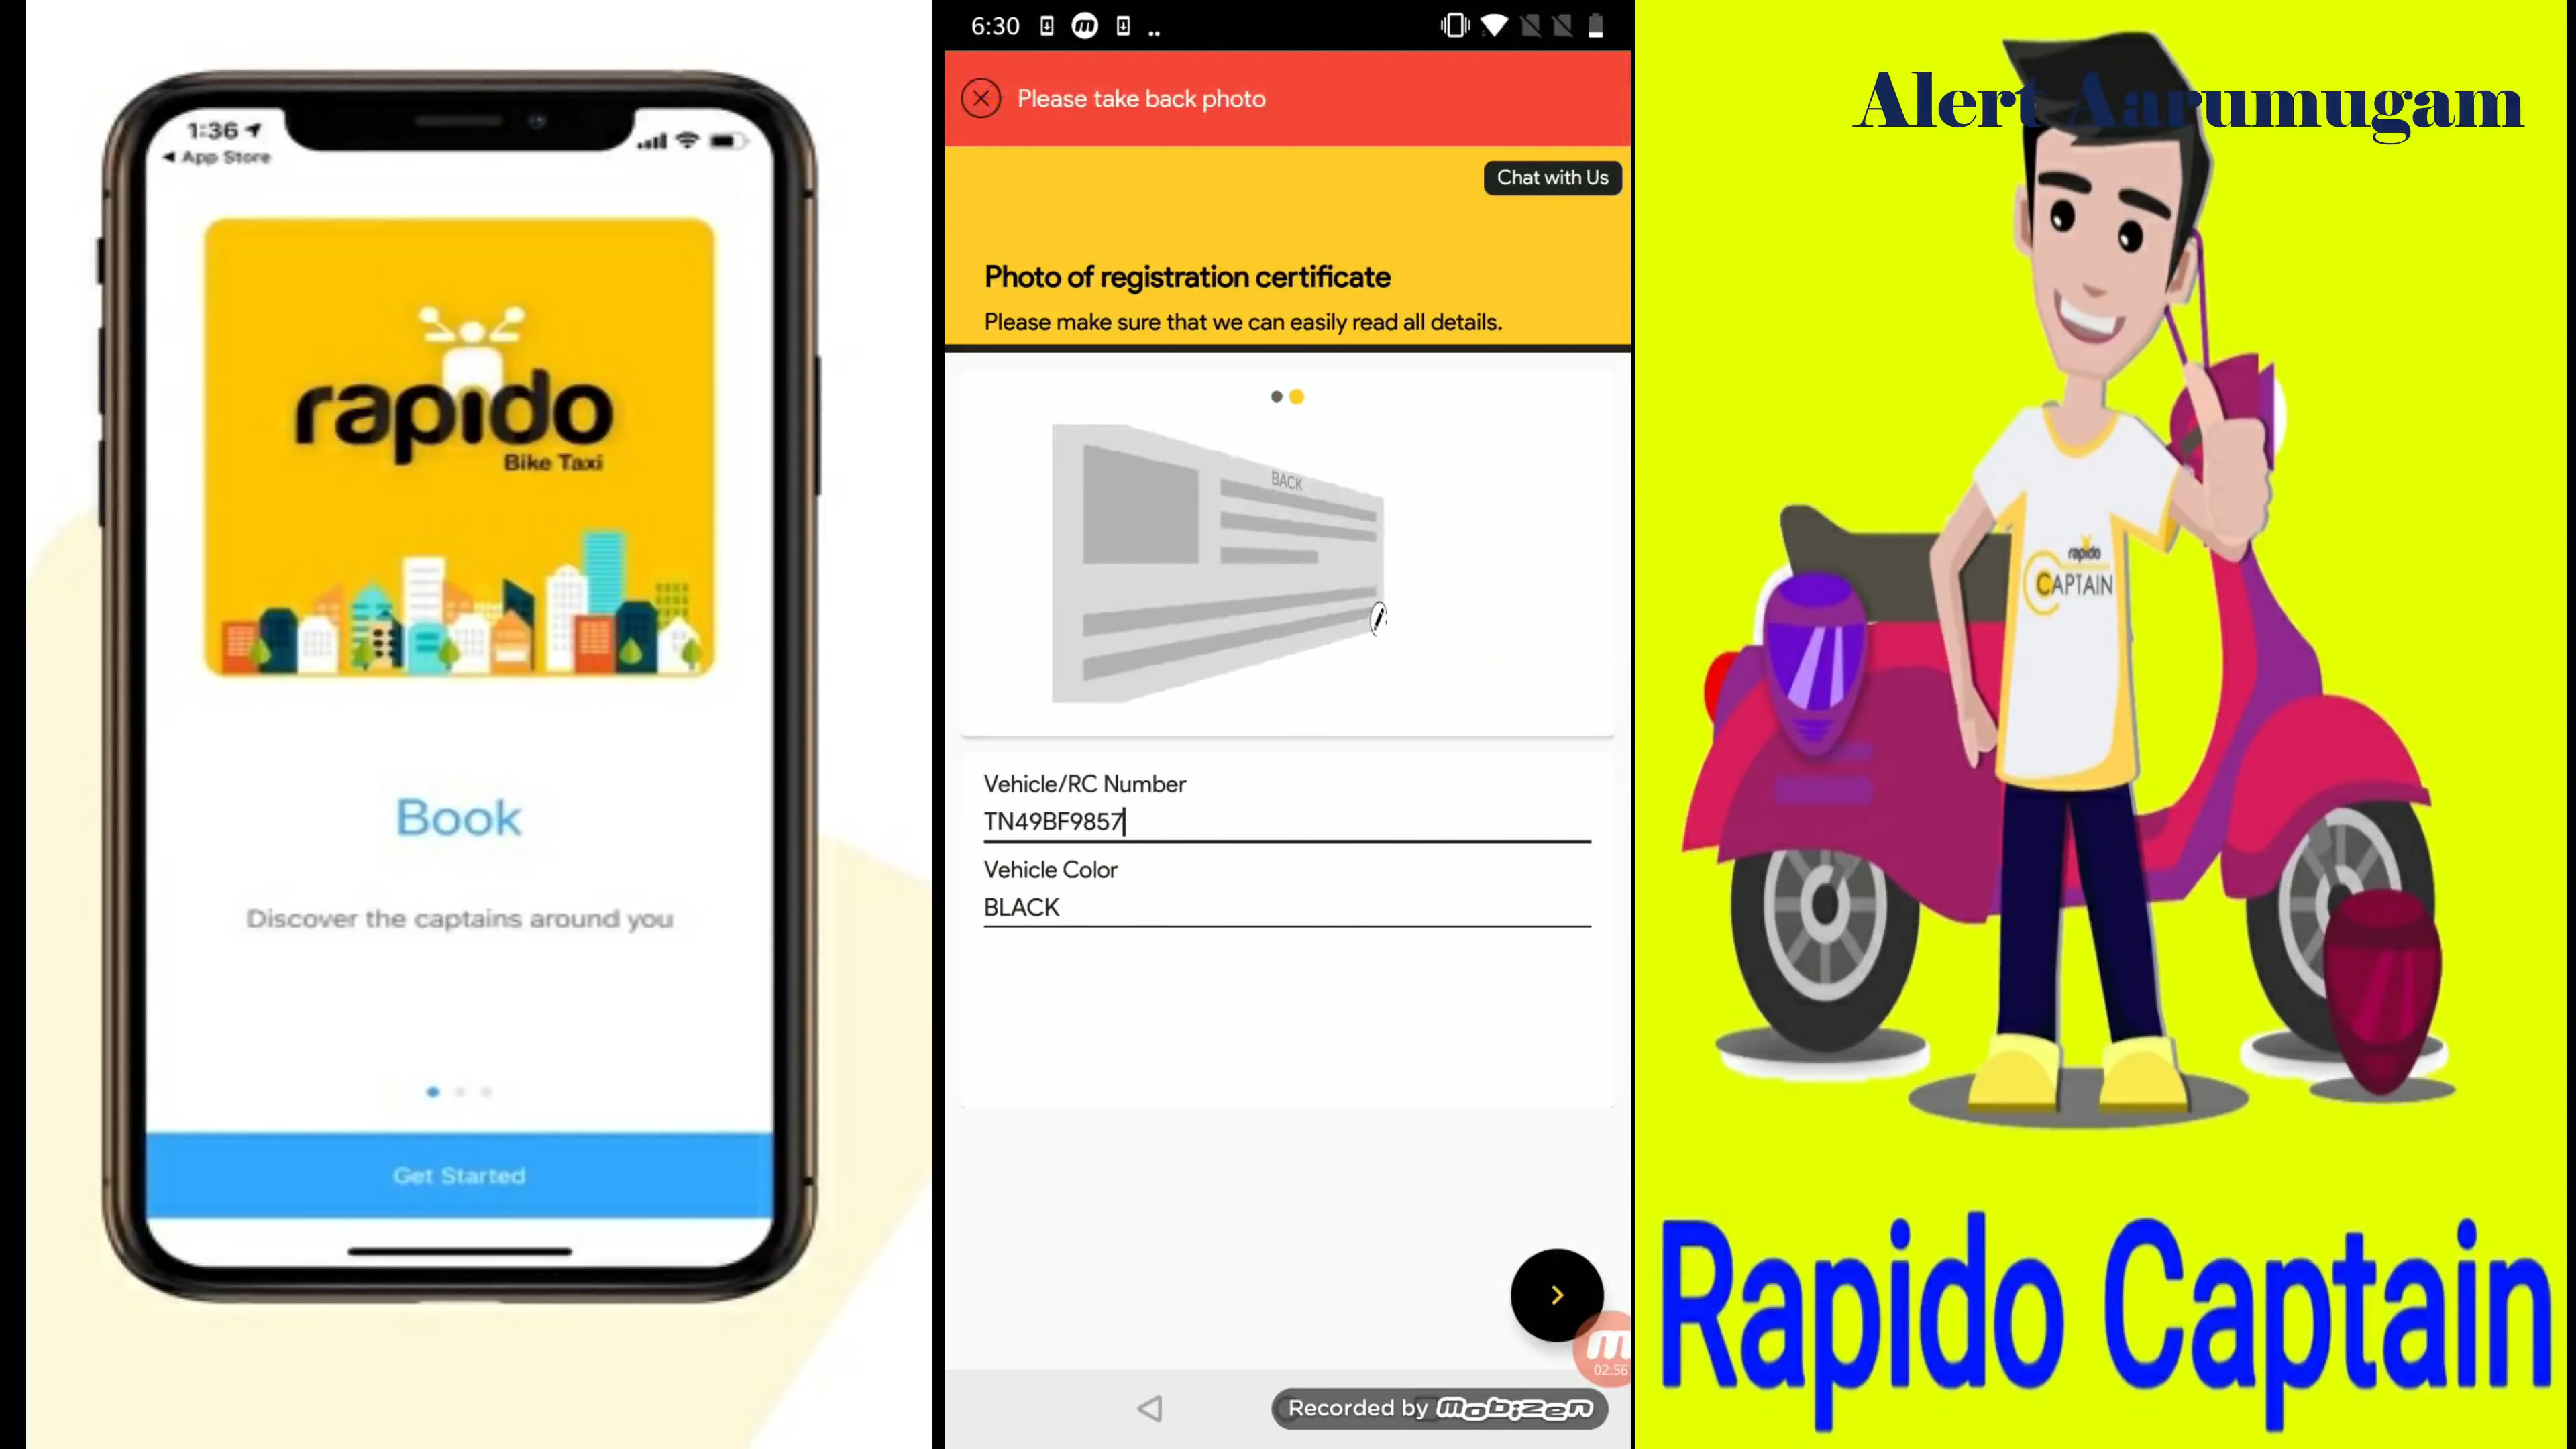 1:36
App Store
rapido
Bike Taxi
Book
Discover the captains around you
Get Started
6:30
Please take back photo
Chat with Us
Photo of registration certificate
Please make sure that we can easily read all details.
BACK
Vehicle/RC Number
TN49BF9857
Vehicle Color
BLACK
02:56
Recorded by mobizen
Alert Aarumugam
rapido
CAPTAIN
Rapido Captain